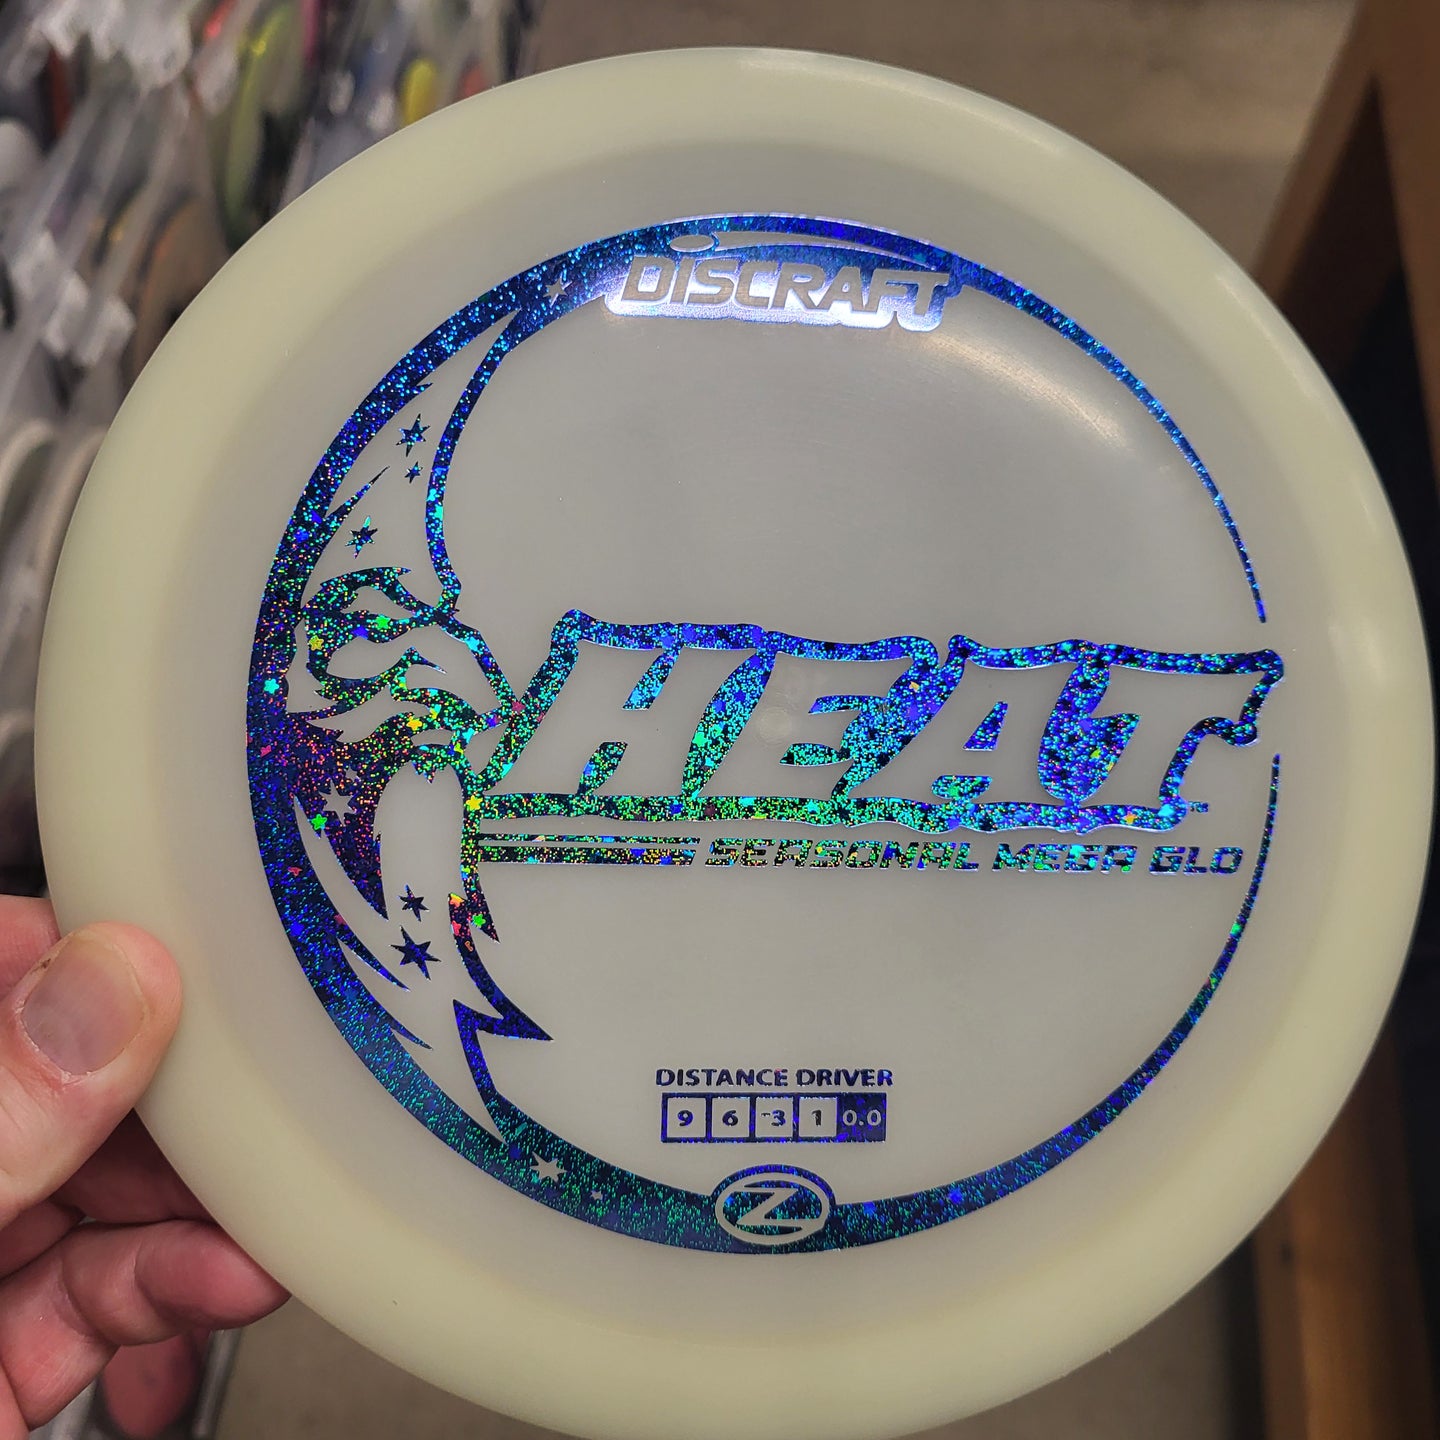 DISCRAFT
HEAT
SEASONAL MEGA GLO
DISTANCE DRIVER
9 6 -3 1 0.0
Z